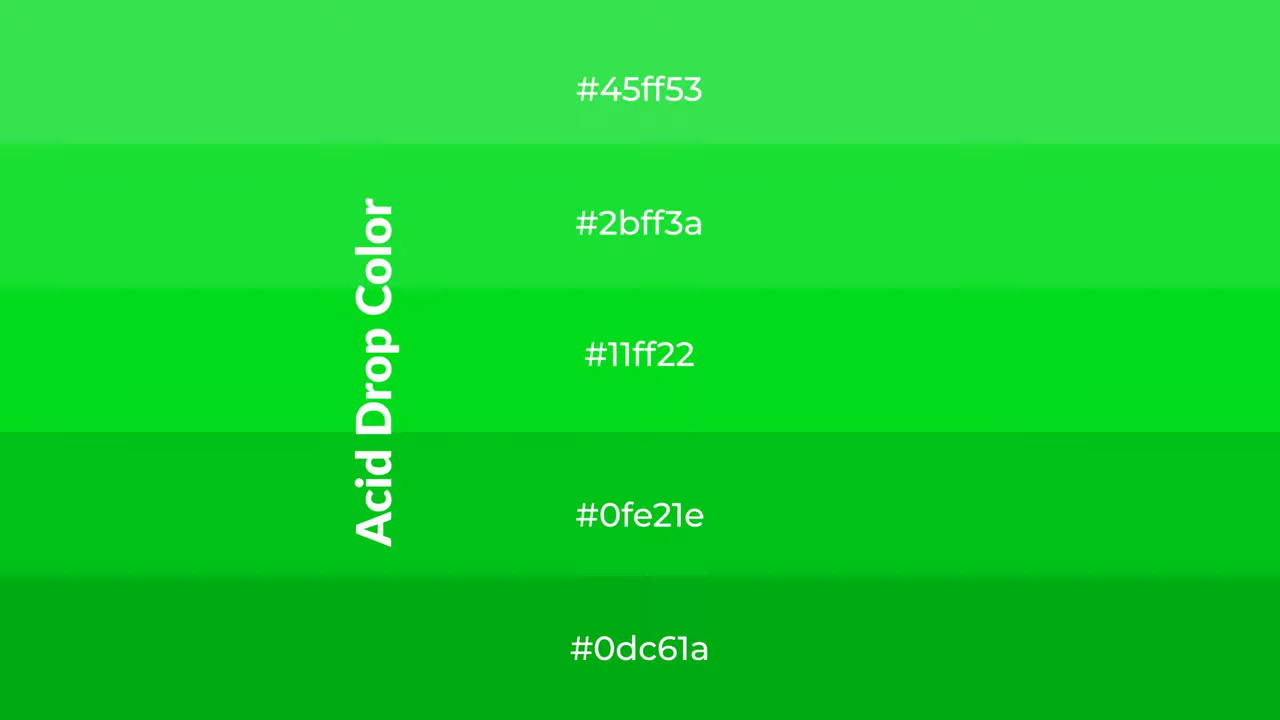 Acid Drop Color
#45ff53
#2bff3a
#11ff22
#0fe21e
#0dc61a